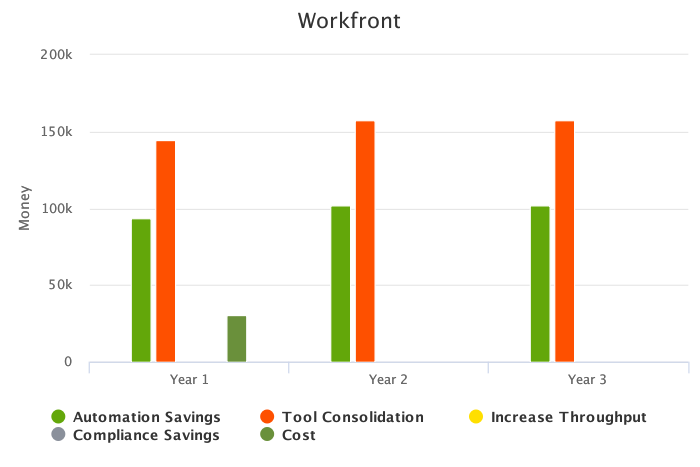 Workfront
200k
150k
100k
50k
0
Money
Year 1 Year 2 Year 3
Automation Savings Tool Consolidation Increase Throughput
Compliance Savings Cost